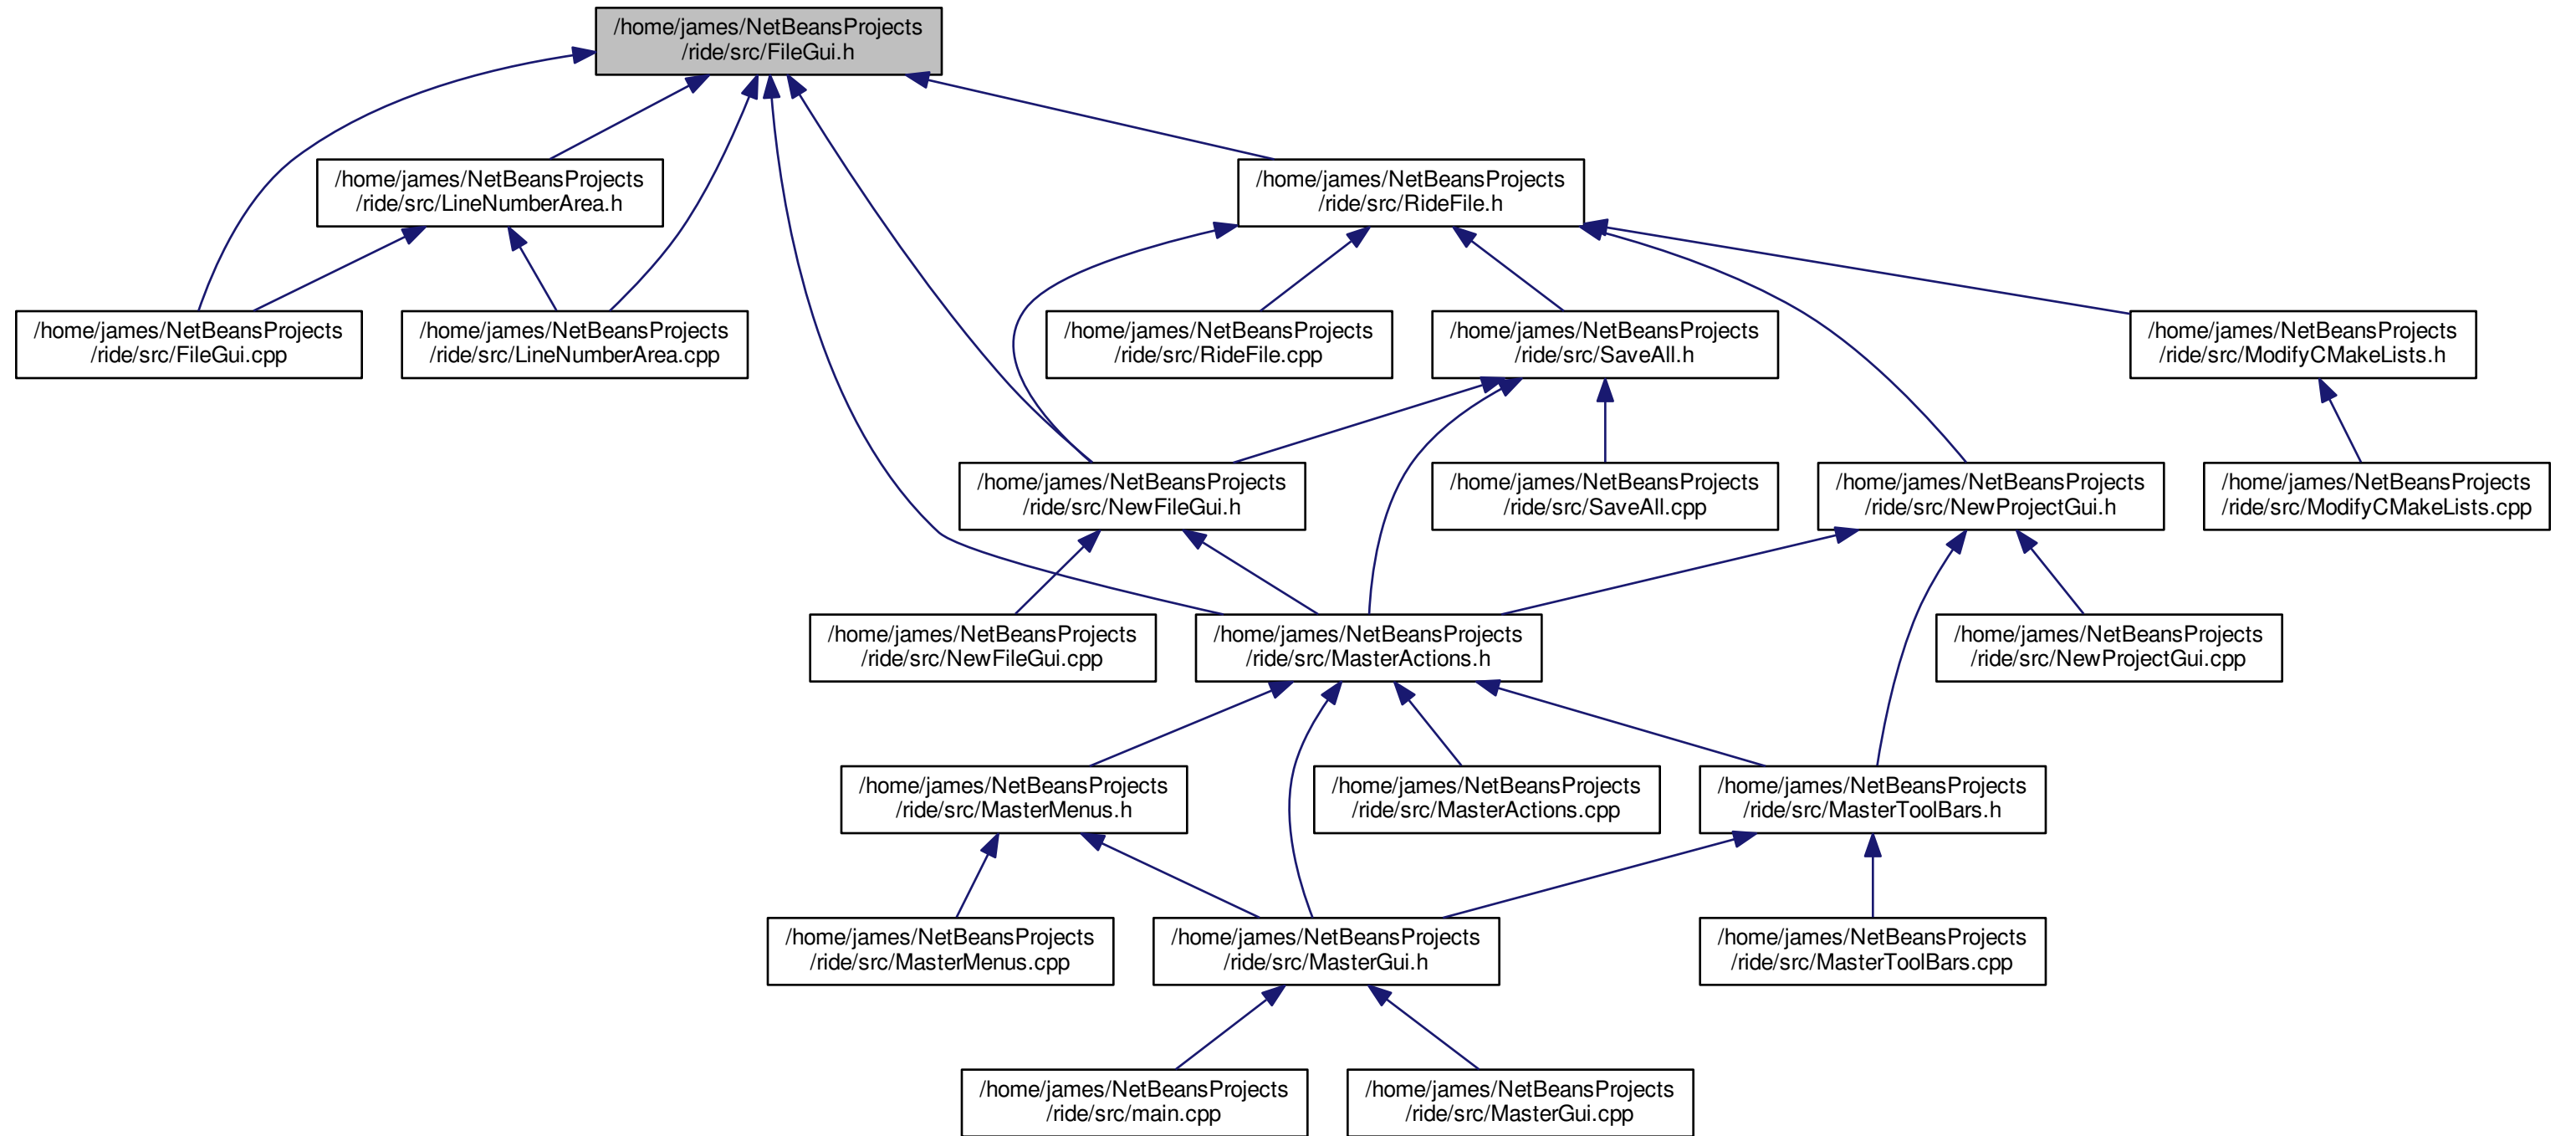 /home/james/NetBeansProjects
/ride/src/FileGui.h
/home/james/NetBeansProjects
/ride/src/LineNumberArea.h
/home/james/NetBeansProjects
/ride/src/RideFile.h
/home/james/NetBeansProjects
/ride/src/FileGui.cpp
/home/james/NetBeansProjects
/ride/src/LineNumberArea.cpp
/home/james/NetBeansProjects
/ride/src/RideFile.cpp
/home/james/NetBeansProjects
/ride/src/SaveAll.h
/home/james/NetBeansProjects
/ride/src/ModifyCMakeLists.h
/home/james/NetBeansProjects
/ride/src/NewFileGui.h
/home/james/NetBeansProjects
/ride/src/SaveAll.cpp
/home/james/NetBeansProjects
/ride/src/NewProjectGui.h
/home/james/NetBeansProjects
/ride/src/ModifyCMakeLists.cpp
/home/james/NetBeansProjects
/ride/src/NewFileGui.cpp
/home/james/NetBeansProjects
/ride/src/MasterActions.h
/home/james/NetBeansProjects
/ride/src/NewProjectGui.cpp
/home/james/NetBeansProjects
/ride/src/MasterMenus.h
/home/james/NetBeansProjects
/ride/src/MasterActions.cpp
/home/james/NetBeansProjects
/ride/src/MasterToolBars.h
/home/james/NetBeansProjects
/ride/src/MasterMenus.cpp
/home/james/NetBeansProjects
/ride/src/MasterGui.h
/home/james/NetBeansProjects
/ride/src/MasterToolBars.cpp
/home/james/NetBeansProjects
/ride/src/main.cpp
/home/james/NetBeansProjects
/ride/src/MasterGui.cpp